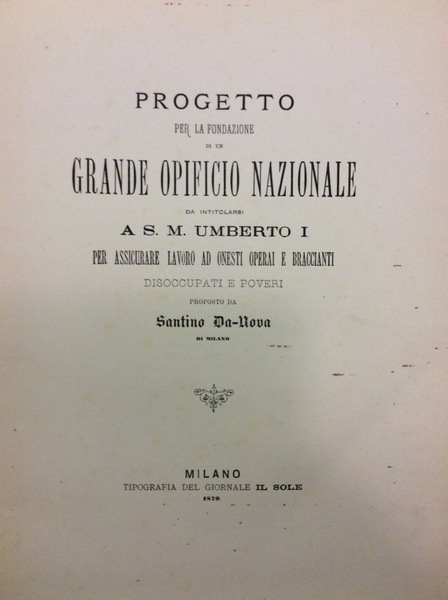 PROGETTO
PER LA FONDAZIONE
DI UN
GRANDE OPIFICIO NAZIONALE
DA INTITOLARSI
A S. M. UMBERTO I
PER ASSICURARE LAVORO AD ONESTI OPERAI E BRACCIANTI
DISOCCUPATI E POVERI
PROPOSTO DA
Santino Da-Nova
DI MILANO
MILANO
TIPOGRAFIA DEL GIORNALE IL SOLE
1879.